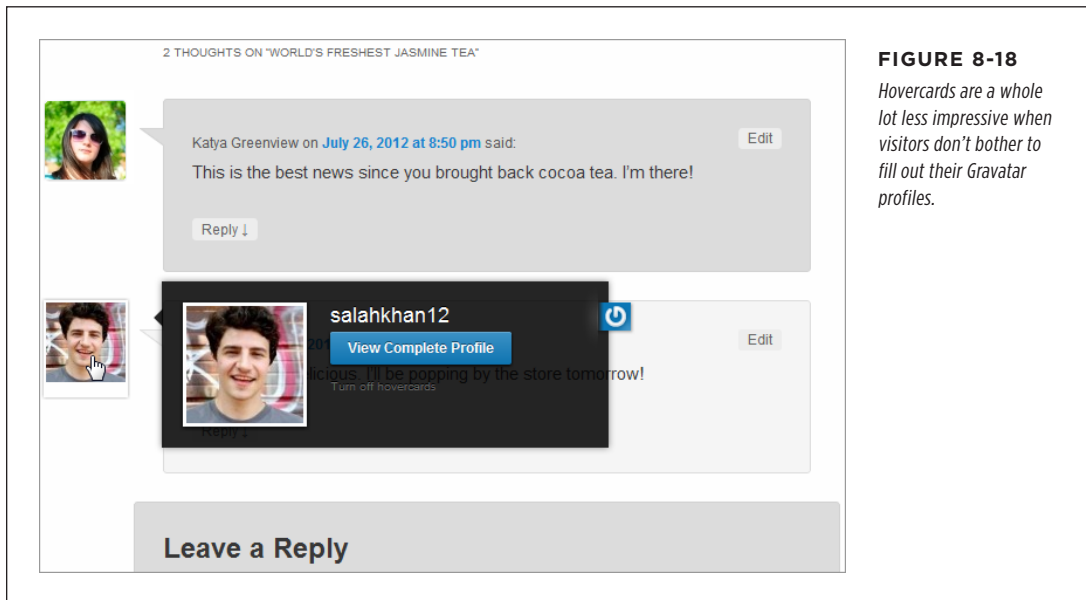 2 THOUGHTS ON "WORLD'S FRESHEST JASMINE TEA"
Katya Greenview on July 26, 2012 at 8:50 pm said:
Edit
This is the best news since you brought back cocoa tea. I'm there!
Reply ↓
salahkhan12
View Complete Profile
Edit
licious. I'll be popping by the store tomorrow!
Turn off hovercards
Reply ↓
Leave a Reply
FIGURE 8-18
Hovercards are a whole
lot less impressive when
visitors don't bother to
fill out their Gravatar
profiles.